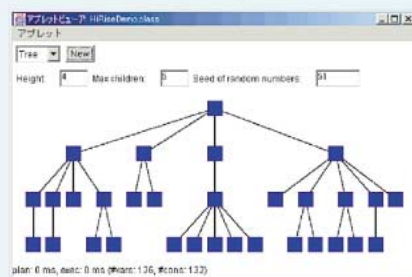 アプレットビューア: HiRiseDemo.class
アプレット
Tree New
Height: 4 Max children: 5 Seed of random numbers: 51
plan: 0 ms, exec: 0 ms (#vars: 136, #cons: 132)